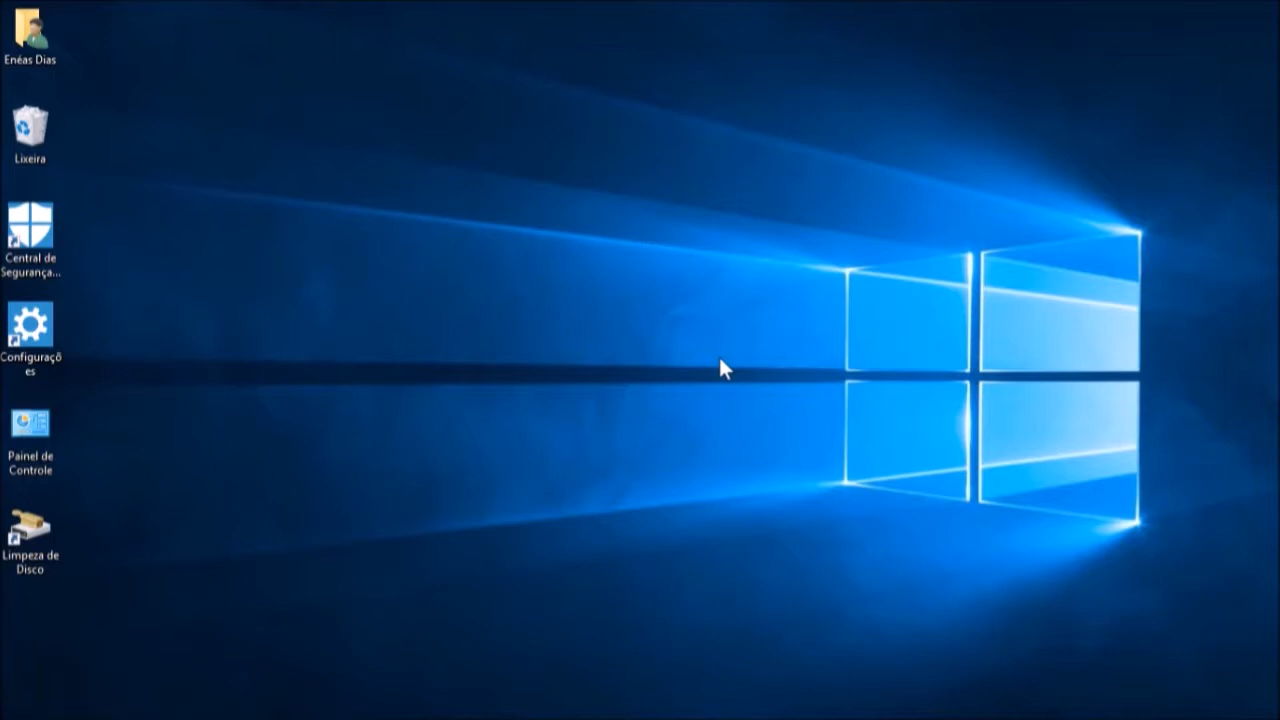 Enéas Dias
Lixeira
Central de
Segurança...
Configuraçõ
es
Painel de
Controle
Limpeza de
Disco